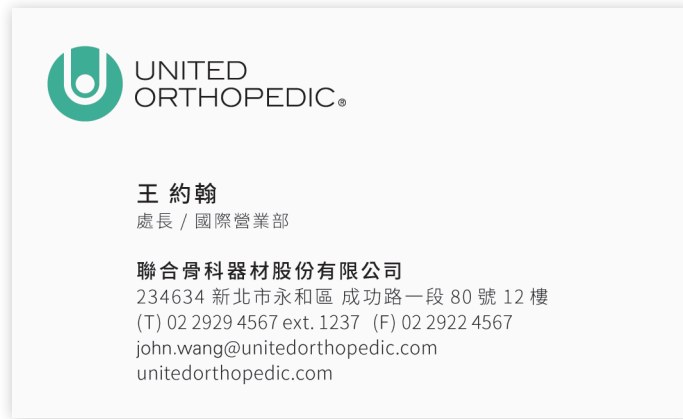 UNITED
ORTHOPEDIC®
王 約翰
處長 / 國際營業部
聯合骨科器材股份有限公司
234634 新北市永和區 成功路一段 80 號 12 樓
(T) 02 2929 4567 ext. 1237 (F) 02 2922 4567
john.wang@unitedorthopedic.com
unitedorthopedic.com